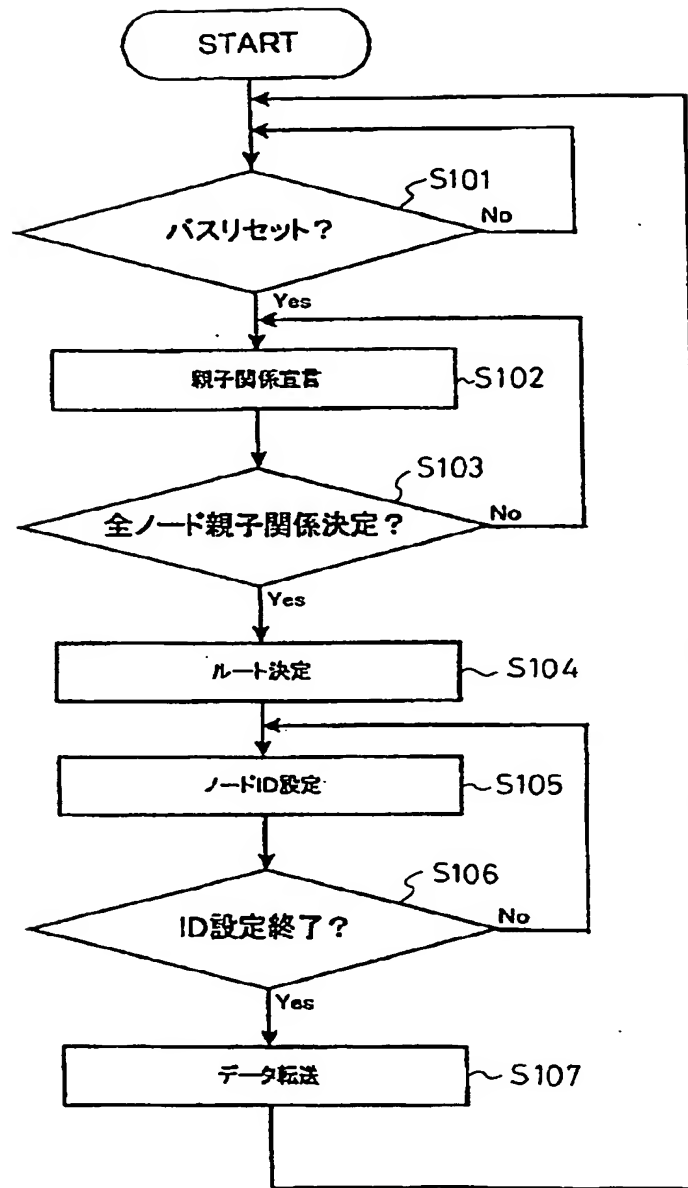 START
S101
バスリセット？
No
Yes
親子関係宣言
S102
S103
全ノード親子関係決定？
No
Yes
ルート決定
S104
ノードID設定
S105
S106
ID設定終了？
No
Yes
データ転送
S107